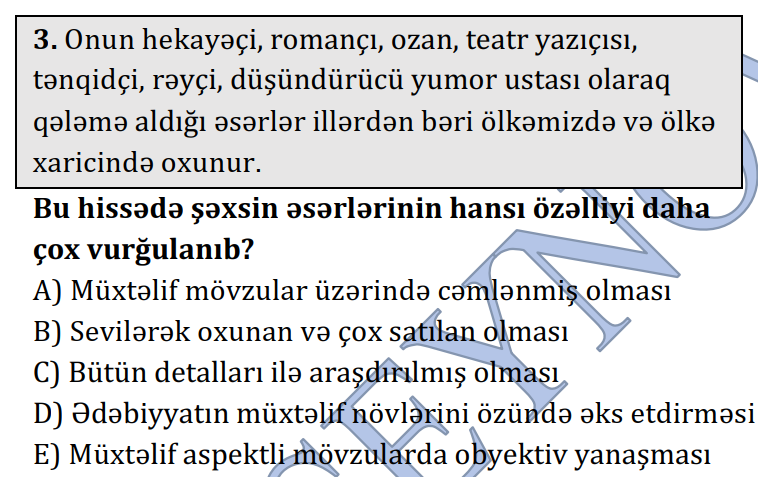 3. Onun hekayəçi, romançı, ozan, teatr yazıçısı,
tənqidçi, rəyçi, düşündürücü yumor ustası olaraq
qələmə aldığı əsərlər illərdən bəri ölkəmizdə və ölkə
xaricində oxunur.
Bu hissədə şəxsin əsərlərinin hansı özəlliyi daha
çox vurğulanıb?
A) Müxtəlif mövzular üzərində cəmlənmiş olması
B) Sevilərək oxunan və çox satılan olması
C) Bütün detalları ilə araşdırılmış olması
D) Ədəbiyyatın müxtəlif növlərini özündə əks etdirməsi
E) Müxtəlif aspektli mövzularda obyektiv yanaşması